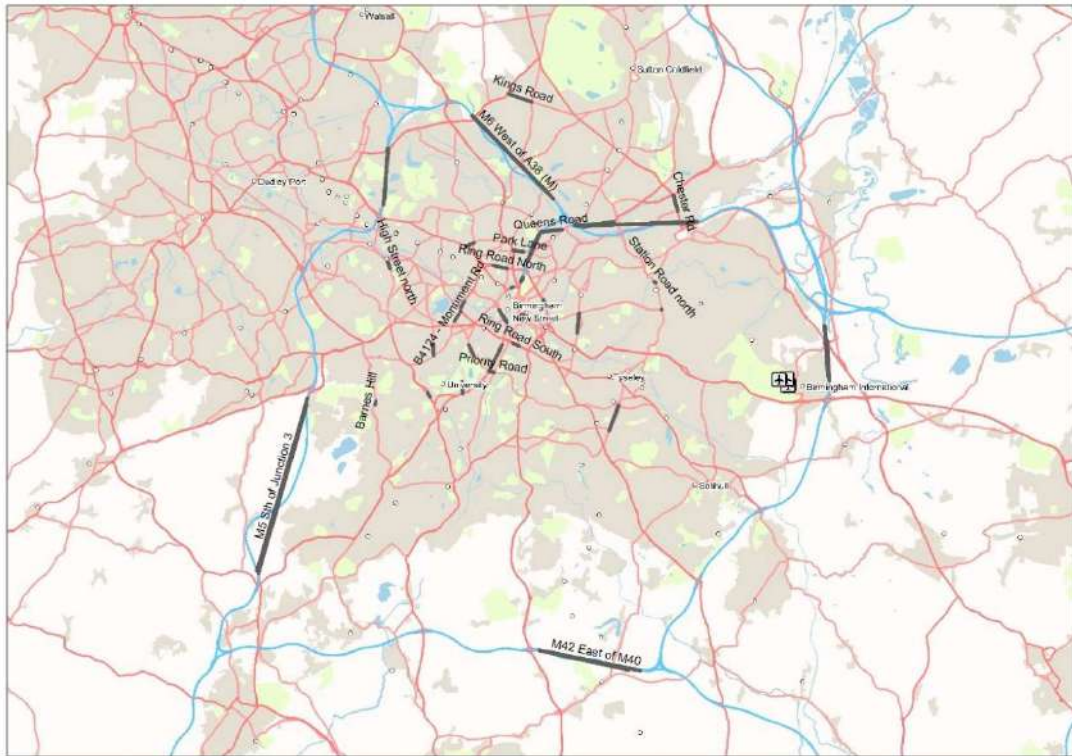 Walsall
Sutton Coldfield
Kings Road
M6 West of A38 (M)
Dudley Port
Chester Rd
Queens Road
High Street north
Park Lane
Ring Road North
Station Road north
B4124 - Monument Rd
Birmingham
New Street
Ring Road South
Priority Road
University
Tyseley
Birmingham International
Barnes Hill
M5 Sth of Junction 3
Solihull
M42 East of M40